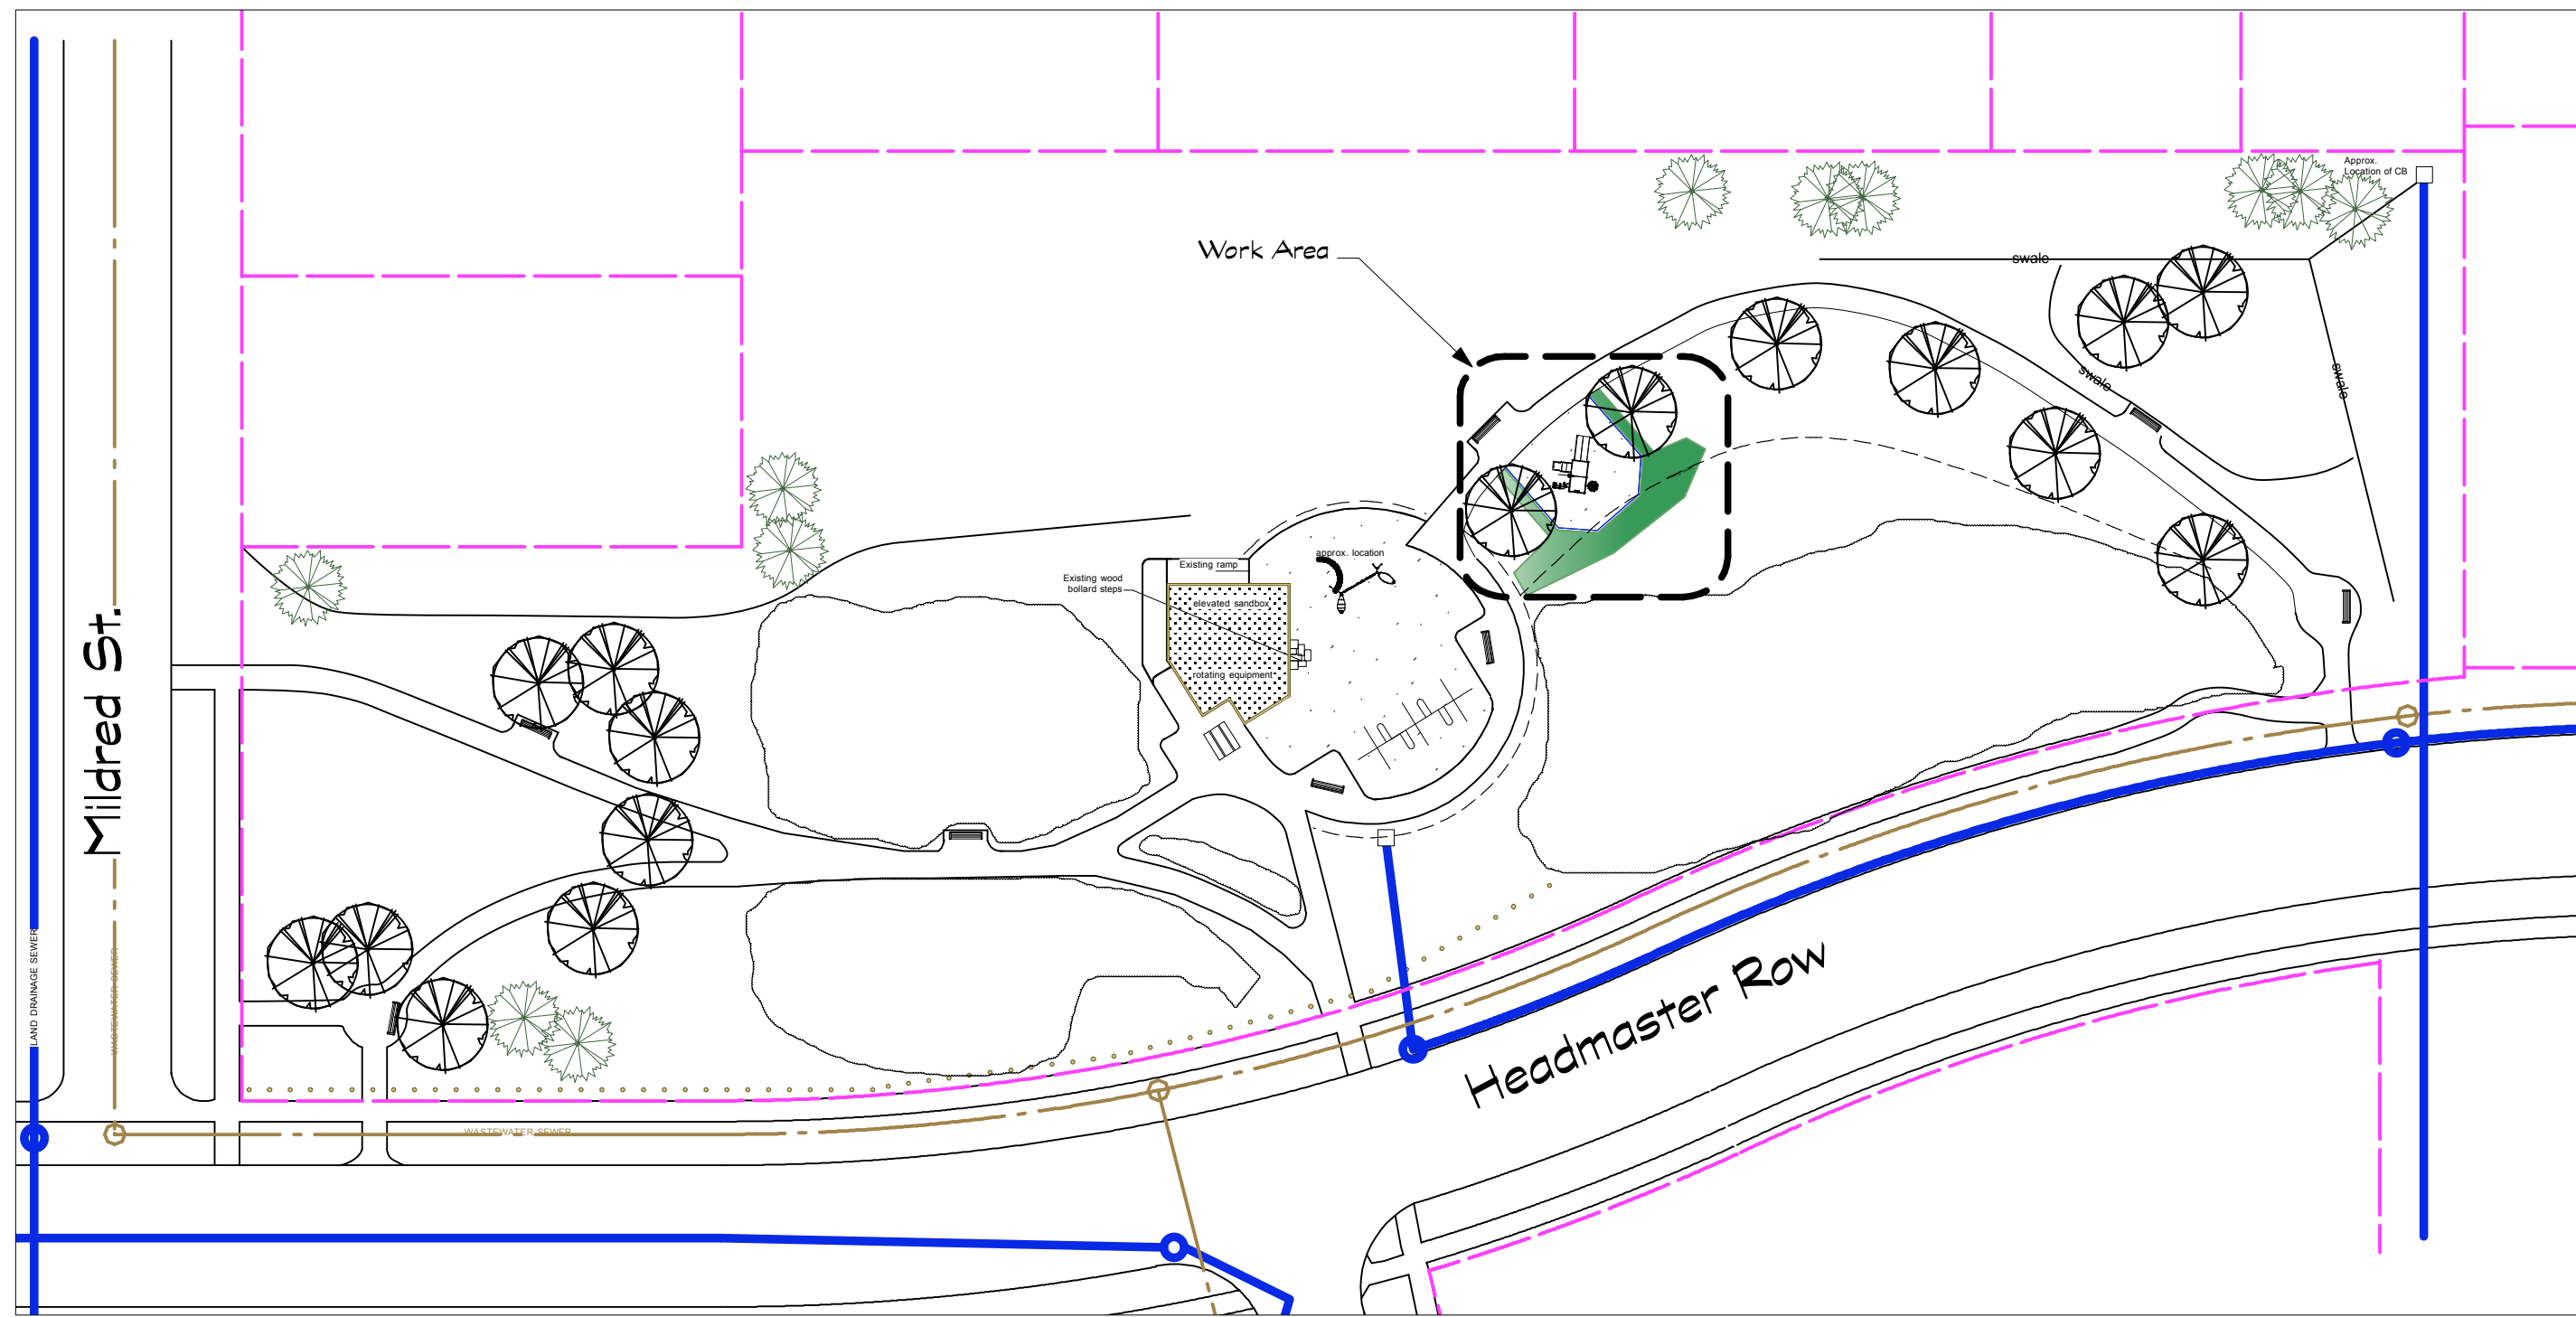 Approx.
Location of CB
Work Area
swale
swale
swale
approx. location
Existing ramp
Existing wood
bollard steps
elevated sandbox
rotating equipment
Mildred St.
LAND DRAINAGE SEWER
WASTEWATER SEWER
Headmaster Row
WASTEWATER SEWER